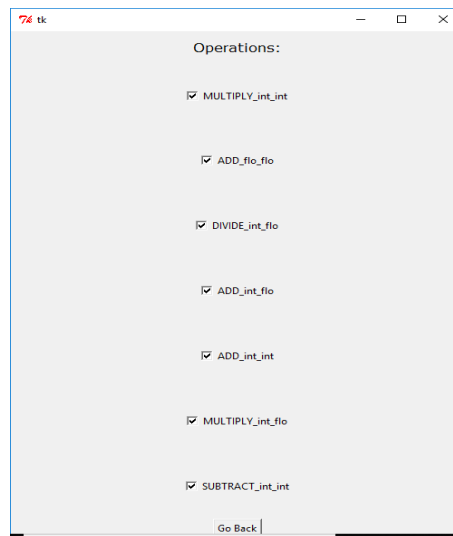 tk
Operations:
MULTIPLY_int_int
ADD_flo_flo
DIVIDE_int_flo
ADD_int_flo
ADD_int_int
MULTIPLY_int_flo
SUBTRACT_int_int
Go Back